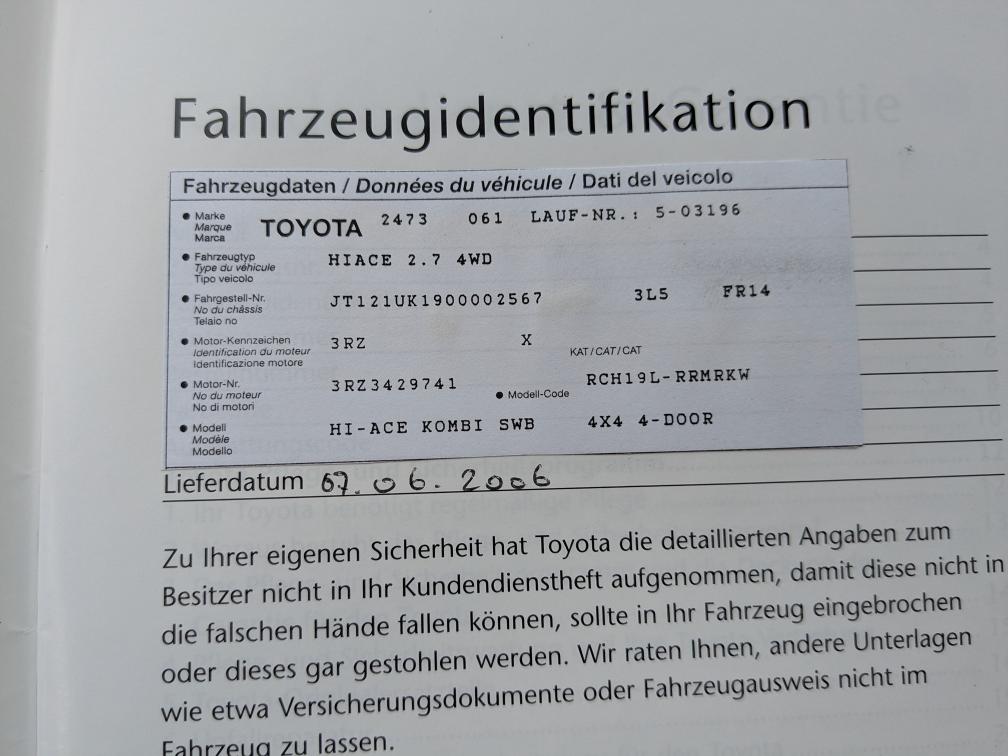 Fahrzeugidentifikation
Fahrzeugdaten / Données du véhicule / Dati del veicolo
Marke
Marque
Marca
TOYOTA 2473 061 LAUF-NR.: 5-03196
Fahrzeugtyp
Type du véhicule
Tipo veicolo
HIACE 2.7 4WD
Fahrgestell-Nr.
No du châssis
Telaio no
JT121UK1900002567 3L5 FR14
Motor-Kennzeichen
Identification du moteur
Identificazione motore
3RZ X KAT/CAT/CAT
Motor-Nr.
No du moteur
No di motori
3RZ3429741 Modell-Code RCH19L-RRMRKW
Modell
Modèle
Modello
HI-ACE KOMBI SWB 4X4 4-DOOR
Lieferdatum 07.06.2006
Zu Ihrer eigenen Sicherheit hat Toyota die detaillierten Angaben zum
Besitzer nicht in Ihr Kundendienstheft aufgenommen, damit diese nicht in
die falschen Hände fallen können, sollte in Ihr Fahrzeug eingebrochen
oder dieses gar gestohlen werden. Wir raten Ihnen, andere Unterlagen
wie etwa Versicherungsdokumente oder Fahrzeugausweis nicht im
Fahrzeug zu lassen.